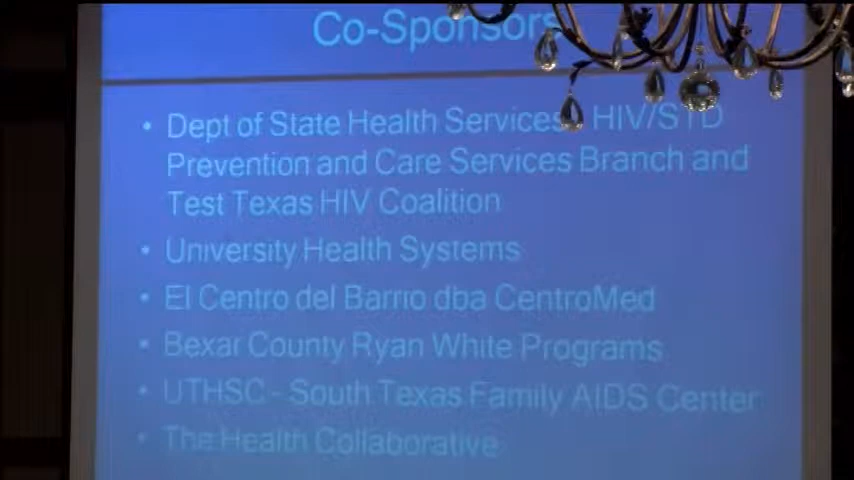 Co-Sponsors
• Dept of State Health Services HIV/STD
Prevention and Care Services Branch and
Test Texas HIV Coalition
• University Health Systems
• El Centro del Barrio dba CentroMed
• Bexar County Ryan White Programs
• UTHSC - South Texas Family AIDS Center
• The Health Collaborative